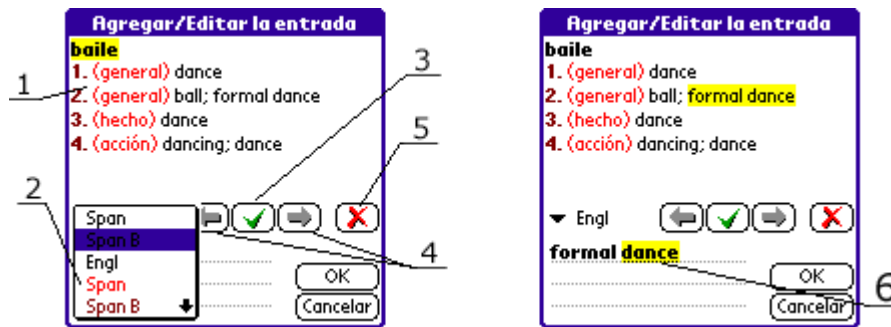 Agregar/Editar la entrada
baile
1. (general) dance
2. (general) ball; formal dance
3. (hecho) dance
4. (acción) dancing; dance
Span
Span B
Engl
Span
Span B
OK
Cancelar
1
2
3
5
4
Agregar/Editar la entrada
baile
1. (general) dance
2. (general) ball; formal dance
3. (hecho) dance
4. (acción) dancing; dance
Engl
formal dance
OK
Cancelar
6